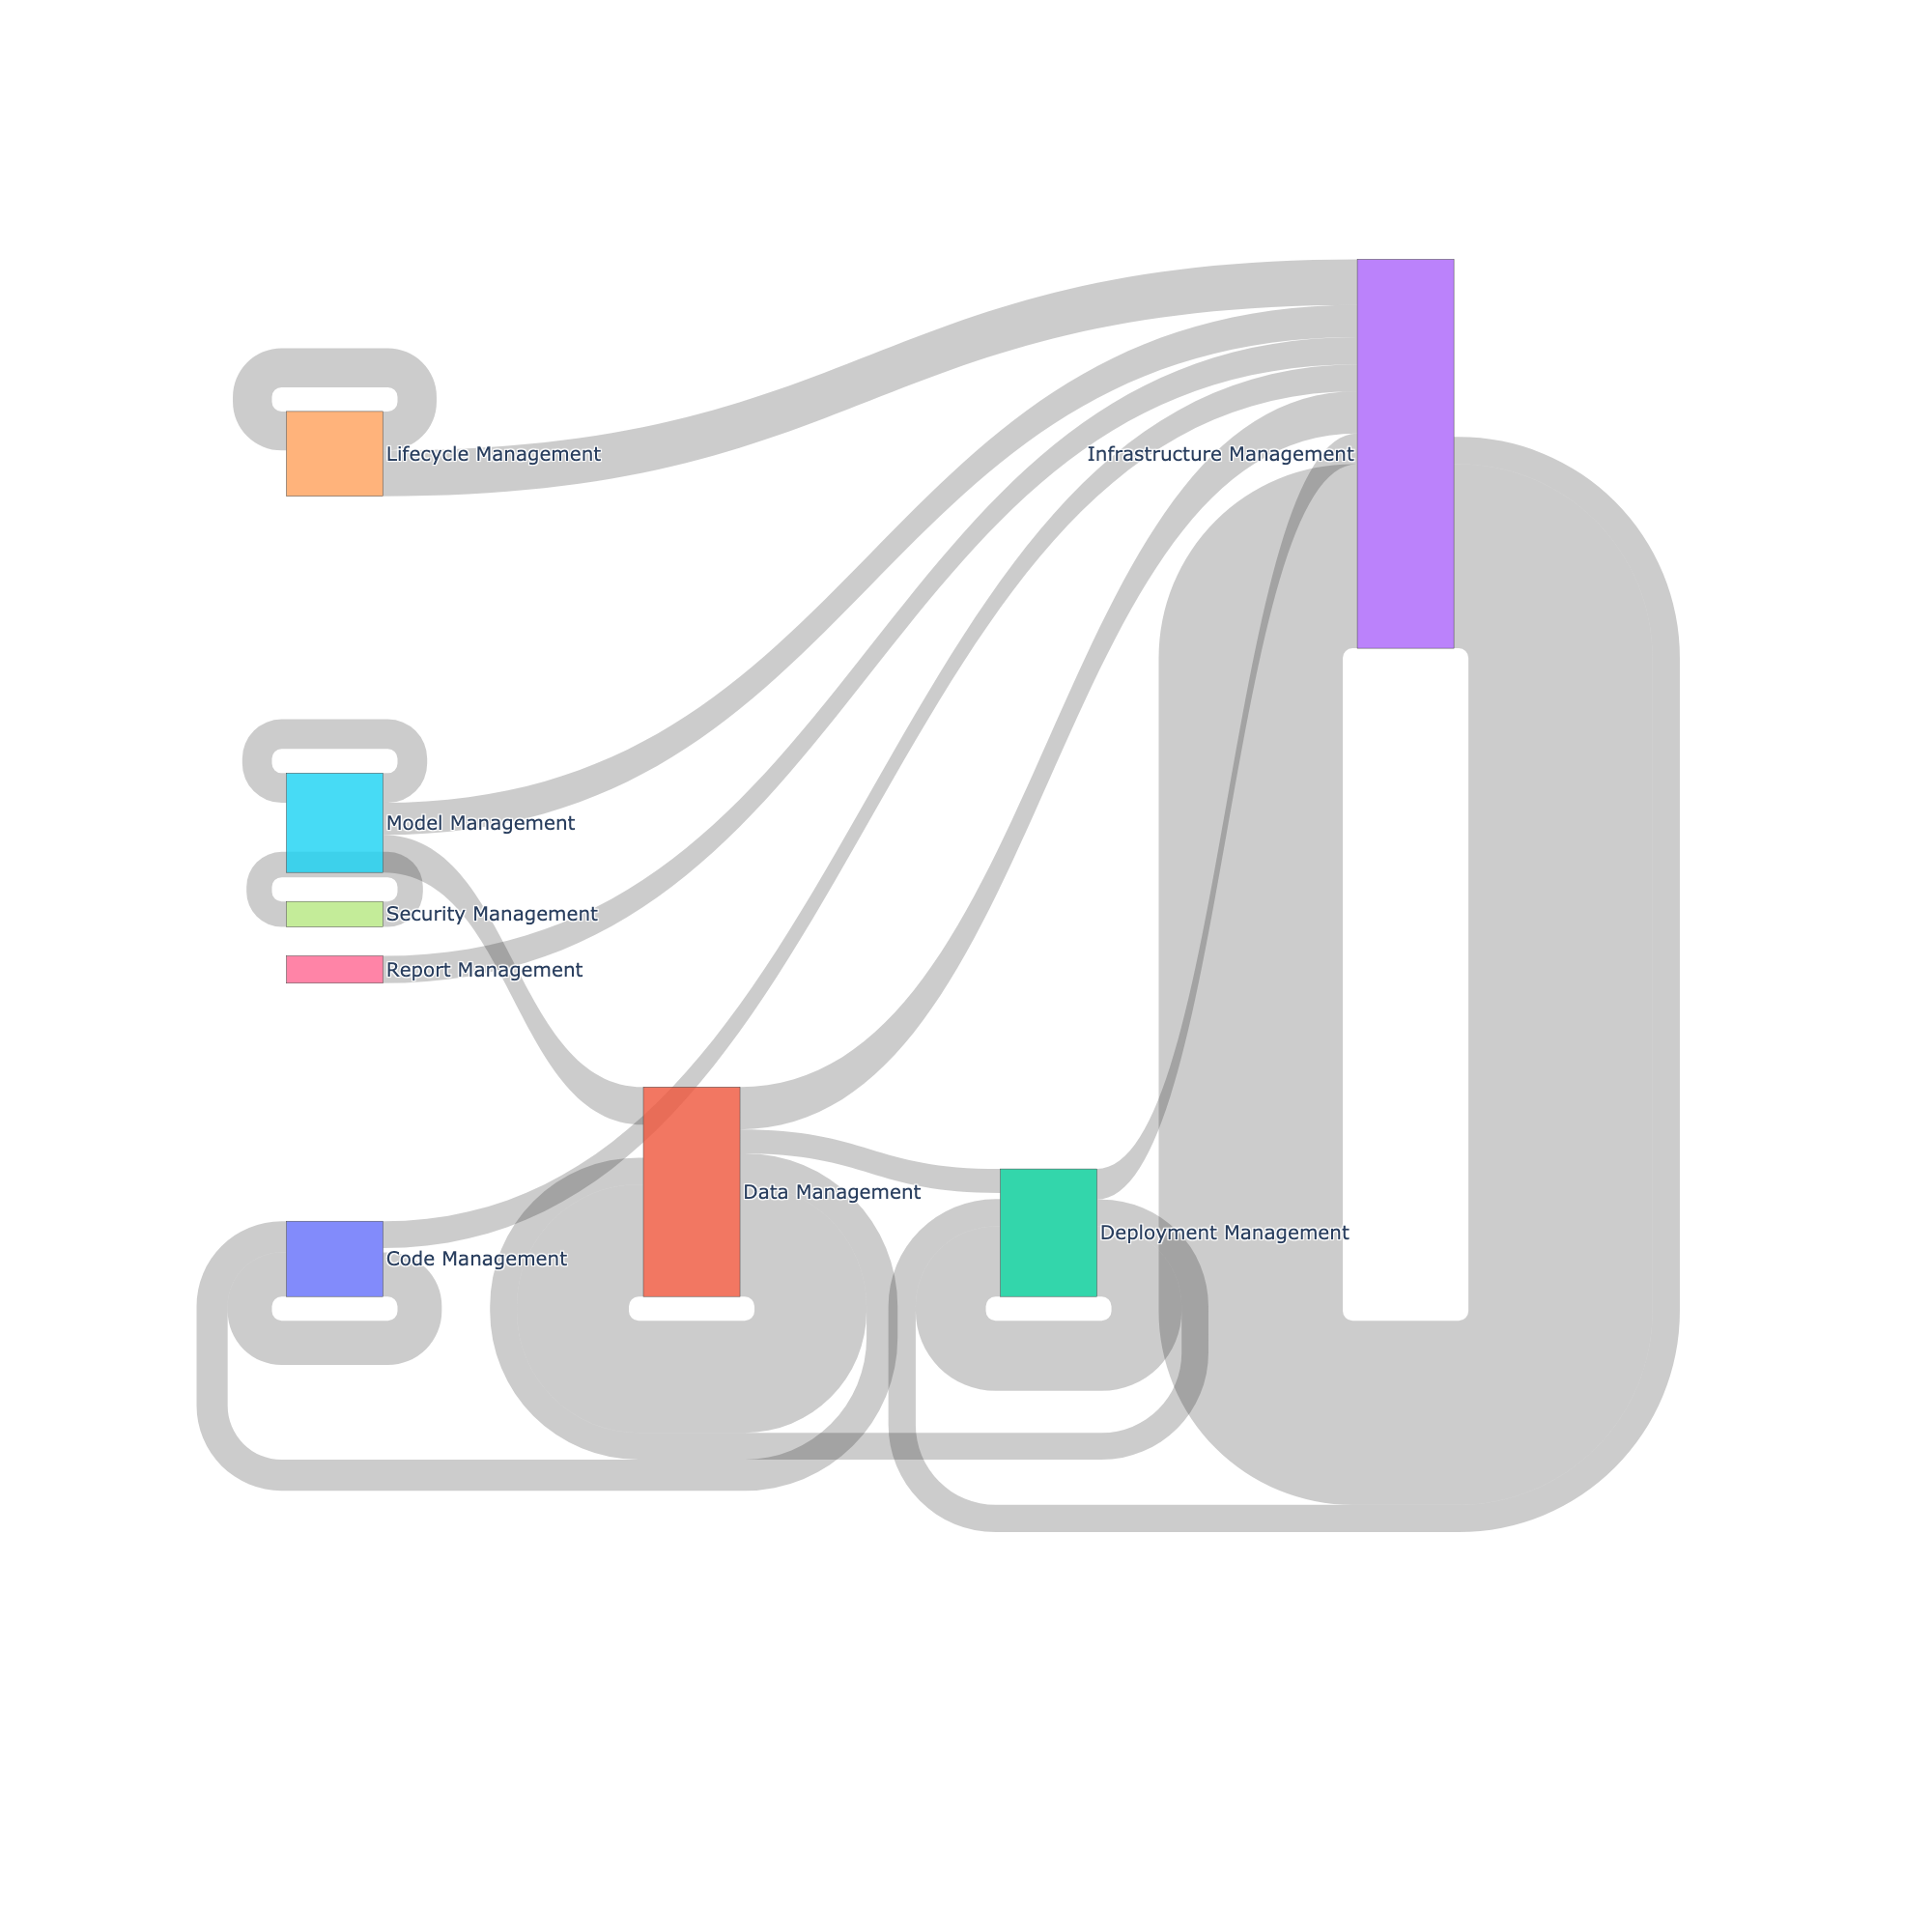 Lifecycle Management
Infrastructure Management
Model Management
Security Management
Report Management
Data Management
Deployment Management
Code Management